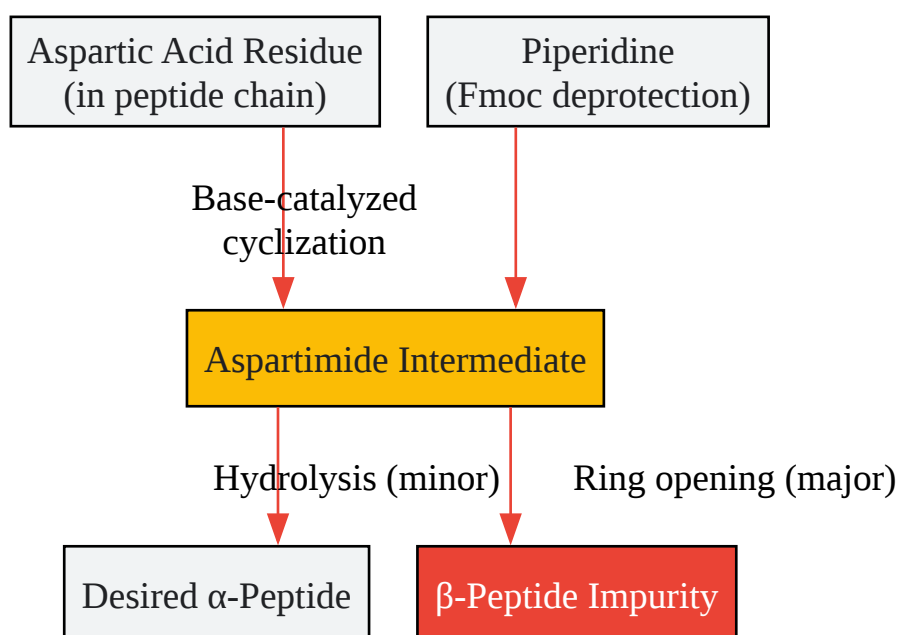 Aspartic Acid Residue
(in peptide chain)
Piperidine
(Fmoc deprotection)
Base-catalyzed
cyclization
Aspartimide Intermediate
Hydrolysis (minor)
Ring opening (major)
Desired α-Peptide
β-Peptide Impurity